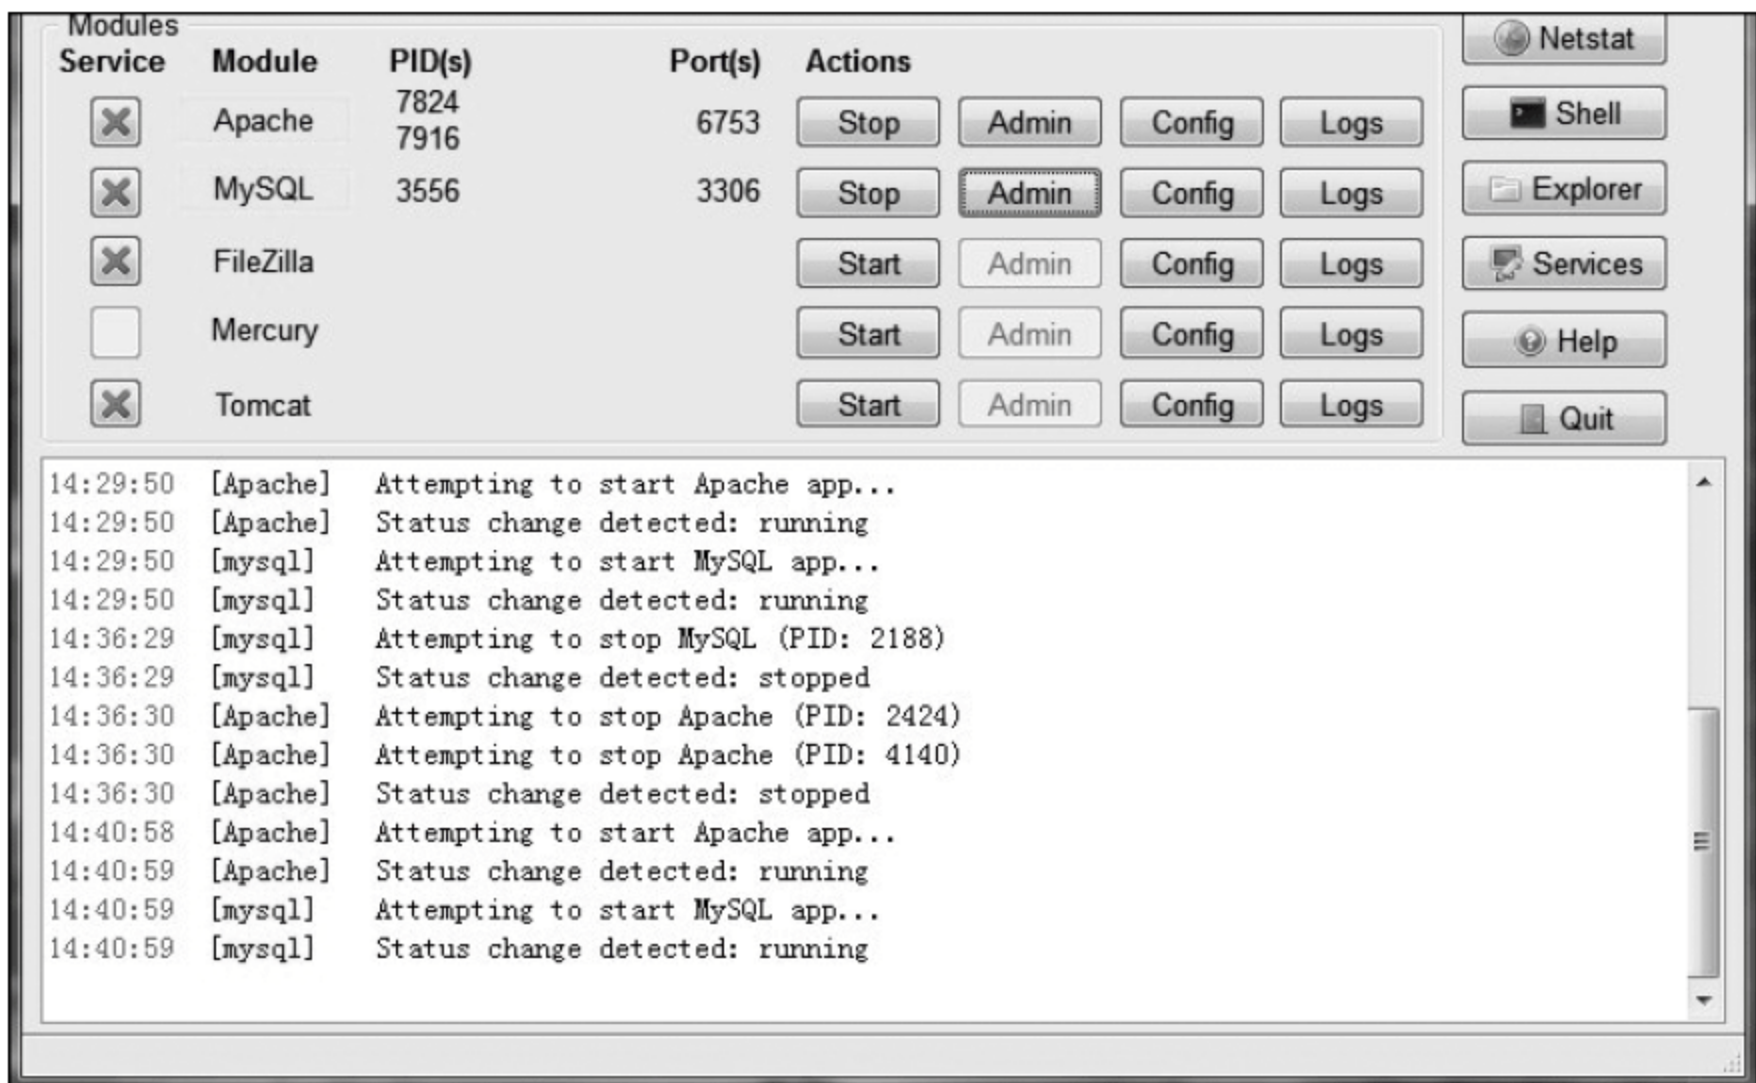 Modules
Service Module PID(s) Port(s) Actions
Apache 7824 7916 6753 Stop Admin Config Logs
MySQL 3556 3306 Stop Admin Config Logs
FileZilla Start Admin Config Logs
Mercury Start Admin Config Logs
Tomcat Start Admin Config Logs
Netstat
Shell
Explorer
Services
Help
Quit
14:29:50 [Apache] Attempting to start Apache app...
14:29:50 [Apache] Status change detected: running
14:29:50 [mysql] Attempting to start MySQL app...
14:29:50 [mysql] Status change detected: running
14:36:29 [mysql] Attempting to stop MySQL (PID: 2188)
14:36:29 [mysql] Status change detected: stopped
14:36:30 [Apache] Attempting to stop Apache (PID: 2424)
14:36:30 [Apache] Attempting to stop Apache (PID: 4140)
14:36:30 [Apache] Status change detected: stopped
14:40:58 [Apache] Attempting to start Apache app...
14:40:59 [Apache] Status change detected: running
14:40:59 [mysql] Attempting to start MySQL app...
14:40:59 [mysql] Status change detected: running